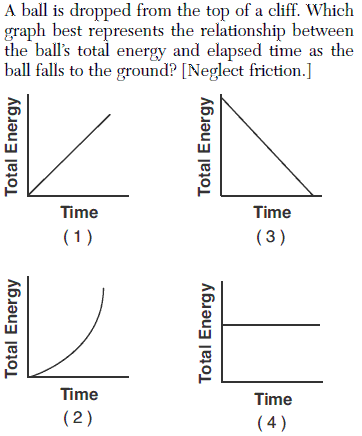 A ball is dropped from the top of a cliff. Which
graph best represents the relationship between
the ball's total energy and elapsed time as the
ball falls to the ground? [Neglect friction.]
Total Energy
Time
( 1 )
Total Energy
Time
( 3 )
Total Energy
Time
( 2 )
Total Energy
Time
( 4 )